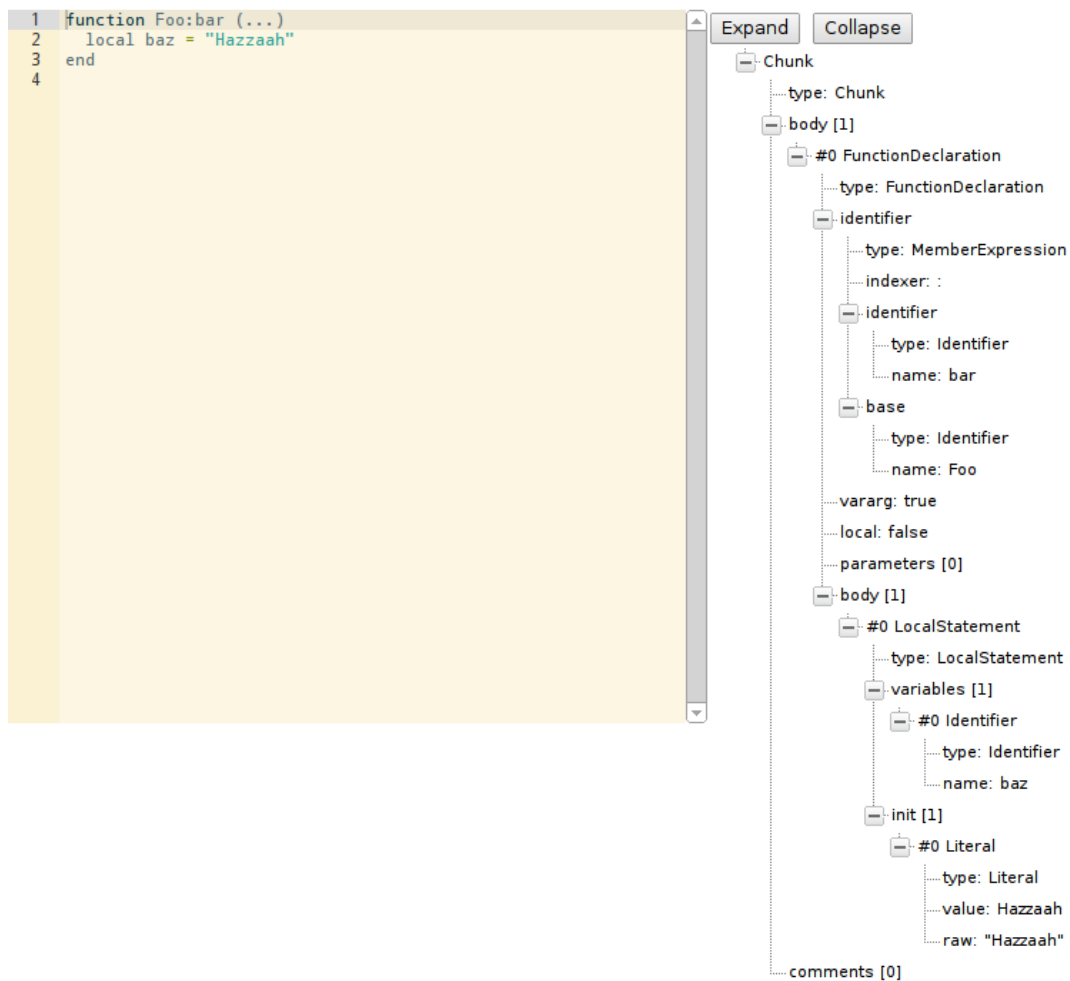 1 function Foo:bar (...)
2 local baz = "Hazzaah"
3 end
4
Expand Collapse
Chunk
type: Chunk
body [1]
#0 FunctionDeclaration
type: FunctionDeclaration
identifier
type: MemberExpression
indexer: :
identifier
type: Identifier
name: bar
base
type: Identifier
name: Foo
vararg: true
local: false
parameters [0]
body [1]
#0 LocalStatement
type: LocalStatement
variables [1]
#0 Identifier
type: Identifier
name: baz
init [1]
#0 Literal
type: Literal
value: Hazzaah
raw: "Hazzaah"
comments [0]